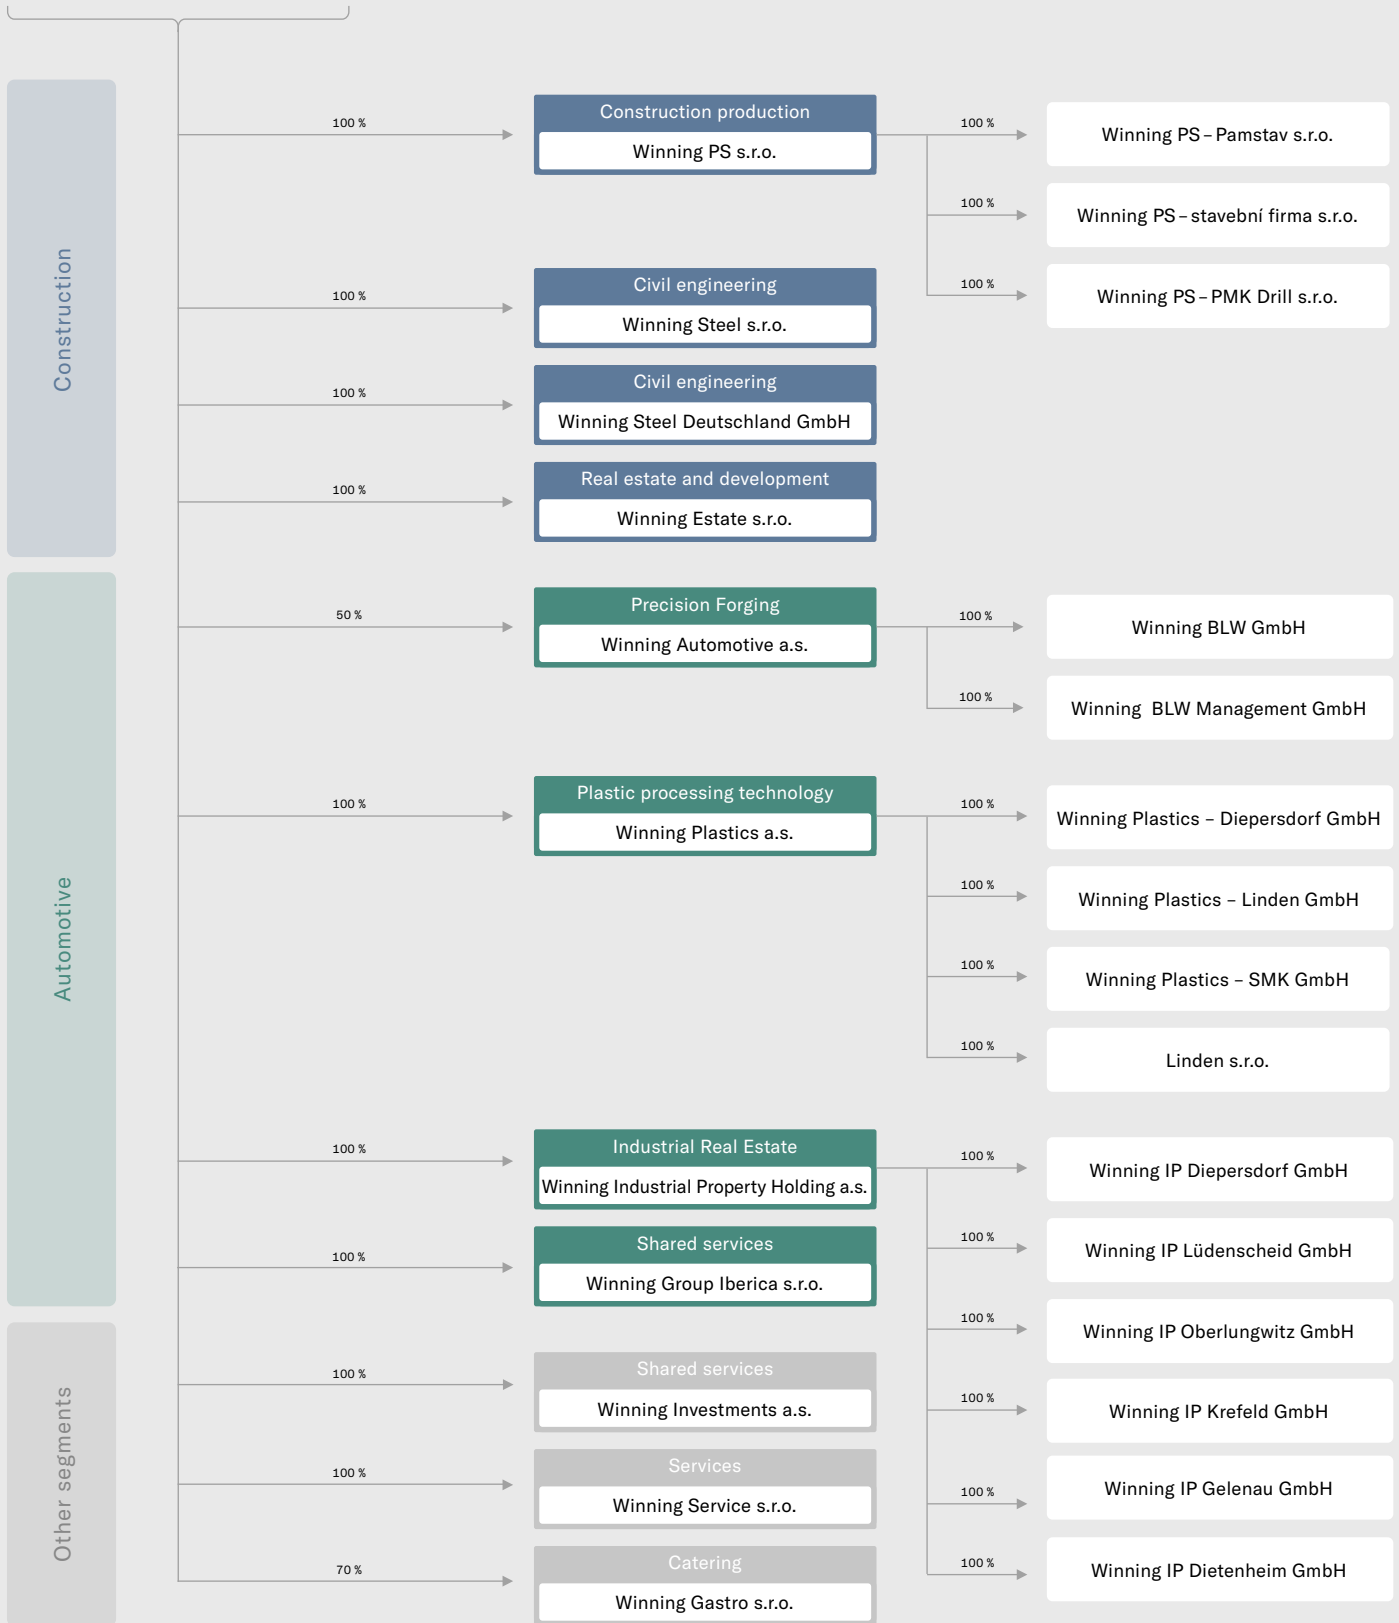 Construction
100 %
Construction production
Winning PS s.r.o.
100 %
Winning PS – Pamstav s.r.o.
100 %
Winning PS – stavební firma s.r.o.
100 %
Winning PS – PMK Drill s.r.o.
100 %
Civil engineering
Winning Steel s.r.o.
100 %
Civil engineering
Winning Steel Deutschland GmbH
100 %
Real estate and development
Winning Estate s.r.o.
Automotive
50 %
Precision Forging
Winning Automotive a.s.
100 %
Winning BLW GmbH
100 %
Winning BLW Management GmbH
100 %
Plastic processing technology
Winning Plastics a.s.
100 %
Winning Plastics – Diepersdorf GmbH
100 %
Winning Plastics – Linden GmbH
100 %
Winning Plastics – SMK GmbH
100 %
Linden s.r.o.
100 %
Industrial Real Estate
Winning Industrial Property Holding a.s.
100 %
Winning IP Diepersdorf GmbH
100 %
Winning IP Lüdenscheid GmbH
100 %
Winning IP Oberlungwitz GmbH
100 %
Winning IP Krefeld GmbH
100 %
Winning IP Gelenau GmbH
100 %
Winning IP Dietenheim GmbH
100 %
Shared services
Winning Group Iberica s.r.o.
Other segments
100 %
Shared services
Winning Investments a.s.
100 %
Services
Winning Service s.r.o.
70 %
Catering
Winning Gastro s.r.o.